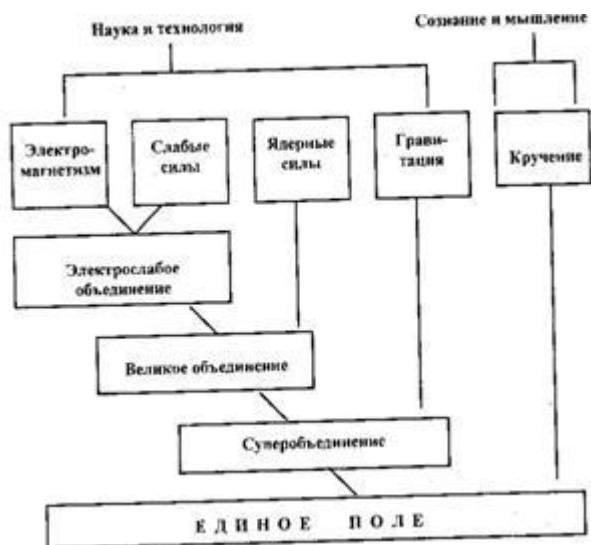 Наука и технология
Сознание и мышление
Электро-
магнетизм
Слабые
силы
Ядерные
силы
Грави-
тация
Кручение
Электрослабое
объединение
Великое объединение
Суперобъединение
ЕДИНОЕ ПОЛЕ